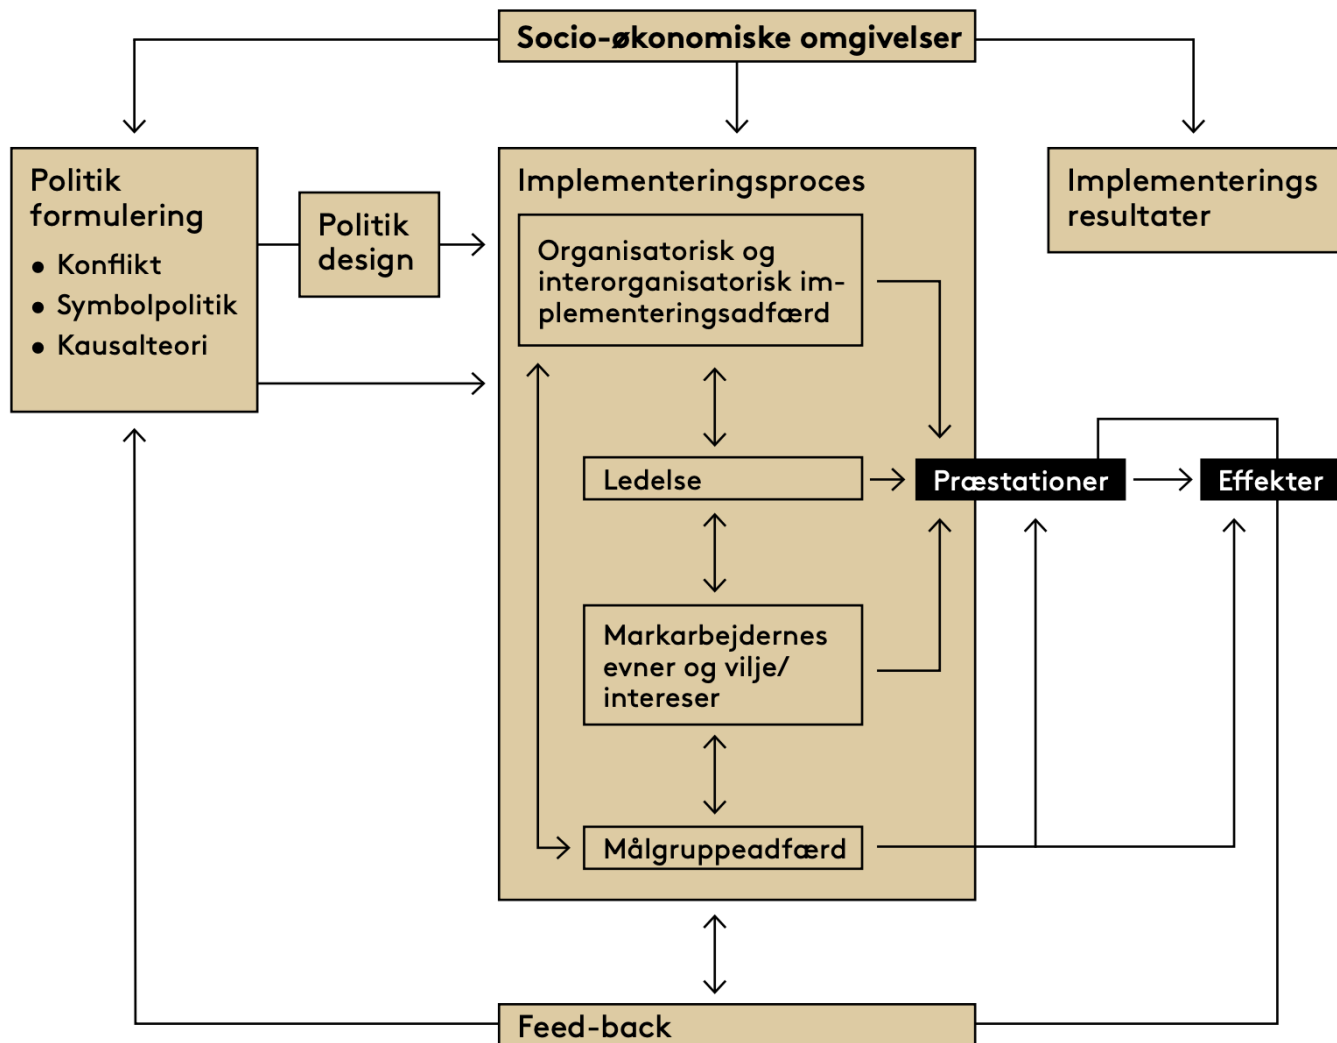 Socio-økonomiske omgivelser
Politik
formulering
• Konflikt
• Symbolpolitik
• Kausalteori
Politik
design
Implementeringsproces
Organisatorisk og
interorganisatorisk im-
plementeringsadfærd
Ledelse
Markarbejdernes
evner og vilje/
intereser
Målgruppeadfærd
Implementerings
resultater
Præstationer
Effekter
Feed-back